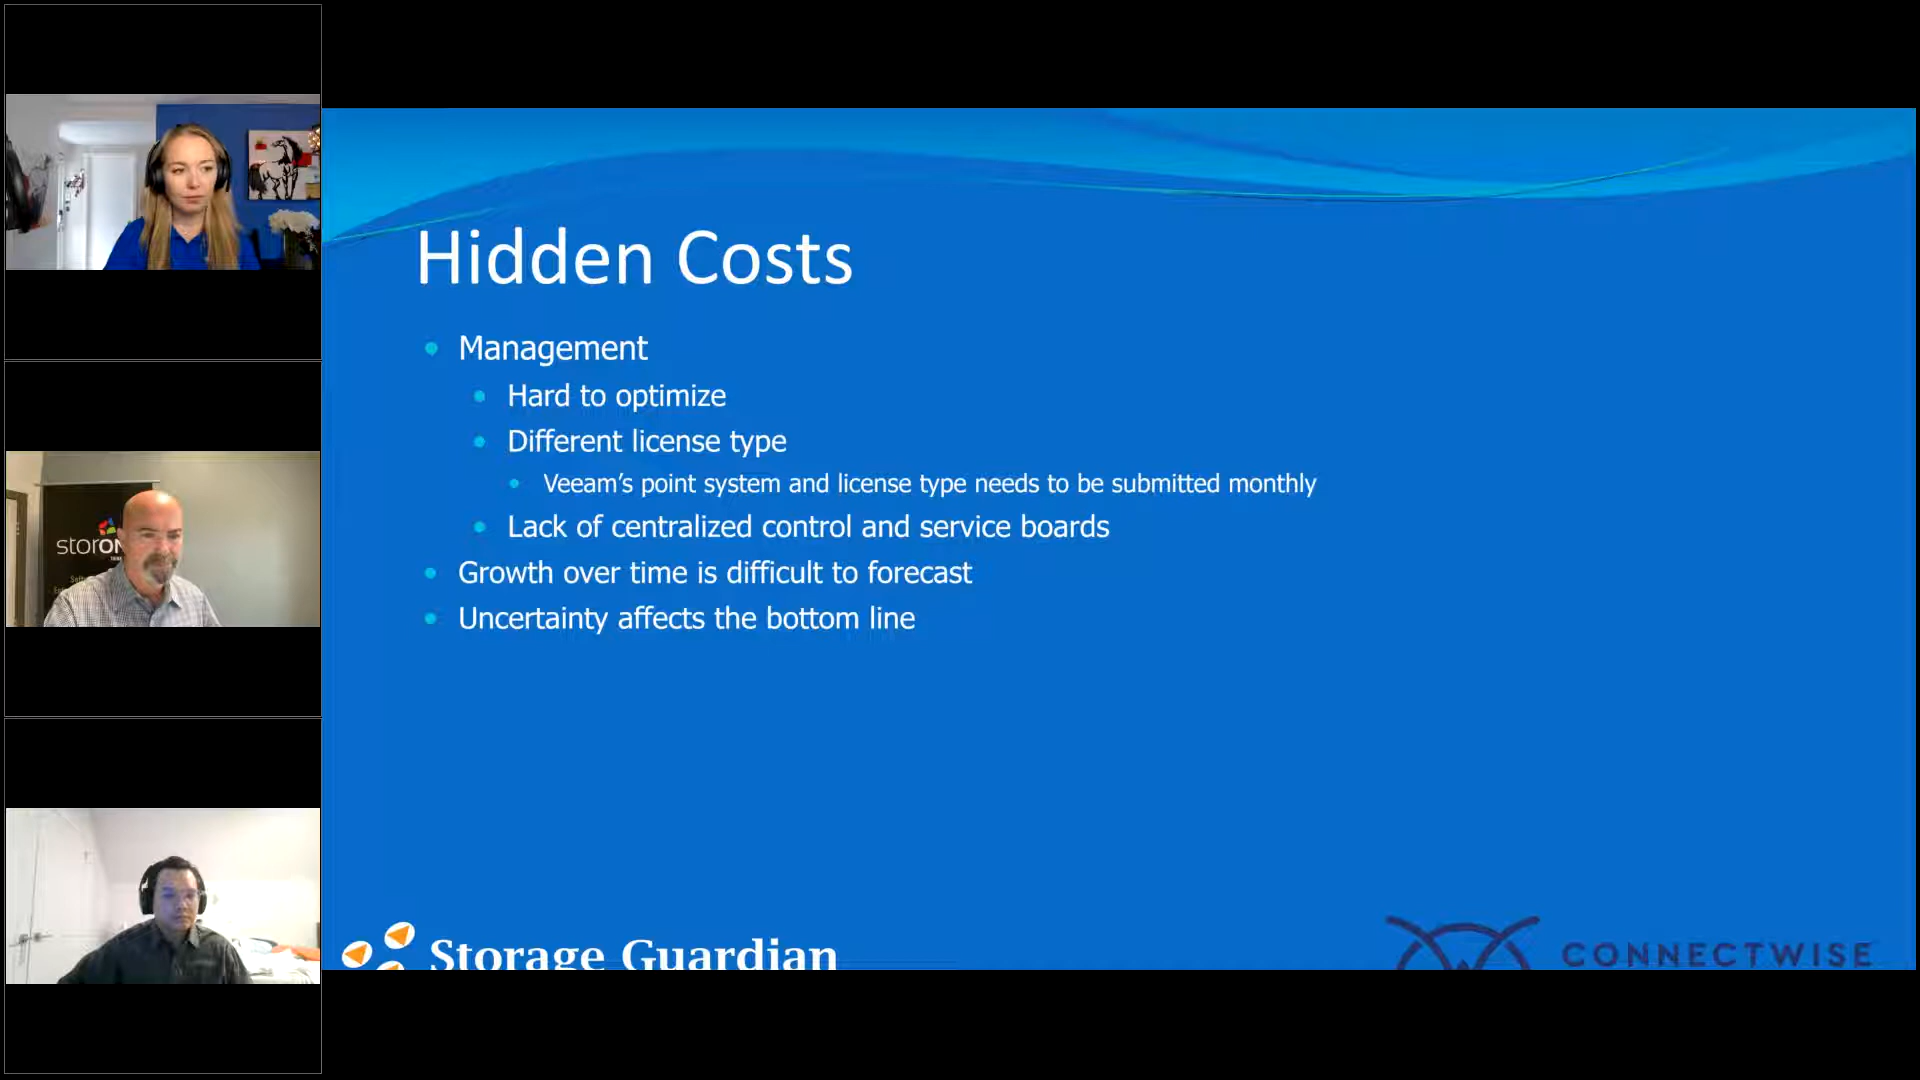 Hidden Costs
Management
Hard to optimize
Different license type
Veeam's point system and license type needs to be submitted monthly
Lack of centralized control and service boards
Growth over time is difficult to forecast
Uncertainty affects the bottom line
Storage Guardian
CONNECTWISE